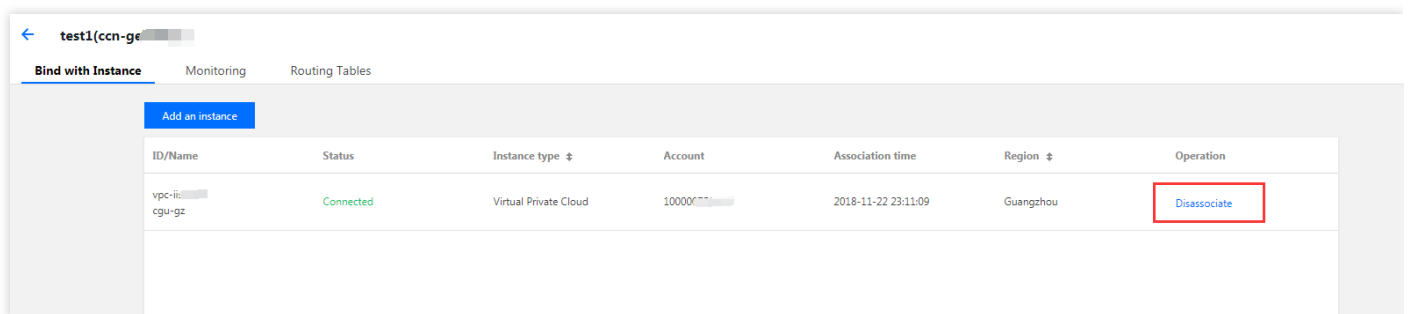 test1(ccn-ge
Bind with Instance Monitoring Routing Tables
Add an instance
ID/Name Status Instance type Account Association time Region Operation
vpc-ii
cgu-gz
Connected Virtual Private Cloud 100000 2018-11-22 23:11:09 Guangzhou Disassociate